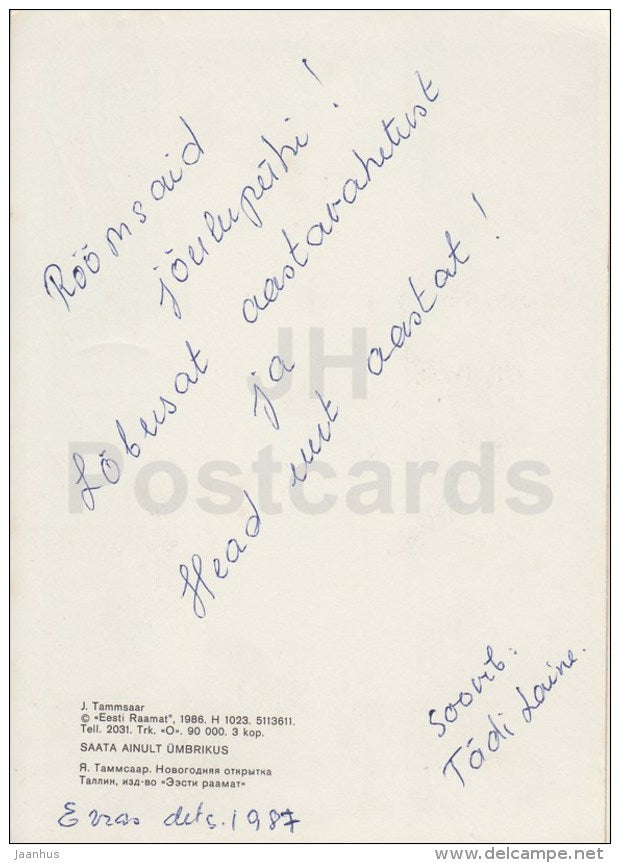 Rõõmsaid
jõulupühi!
Lõbusat aastavahetust
ja
Head uut aastat!
soovib:
Tädi Laine.
JH
Postcards
J. Tammsaar
© «Eesti Raamat", 1986. H 1023. 5113611.
Tell. 2031. Trk. «O». 90 000. 3 kop.
SAATA AINULT ÜMBRIKUS
Я. Таммсаар. Новогодняя открытка
Таллин, изд-во «Ээсти раамат»
dets. 1987
jaanhus
www.delcampe.net